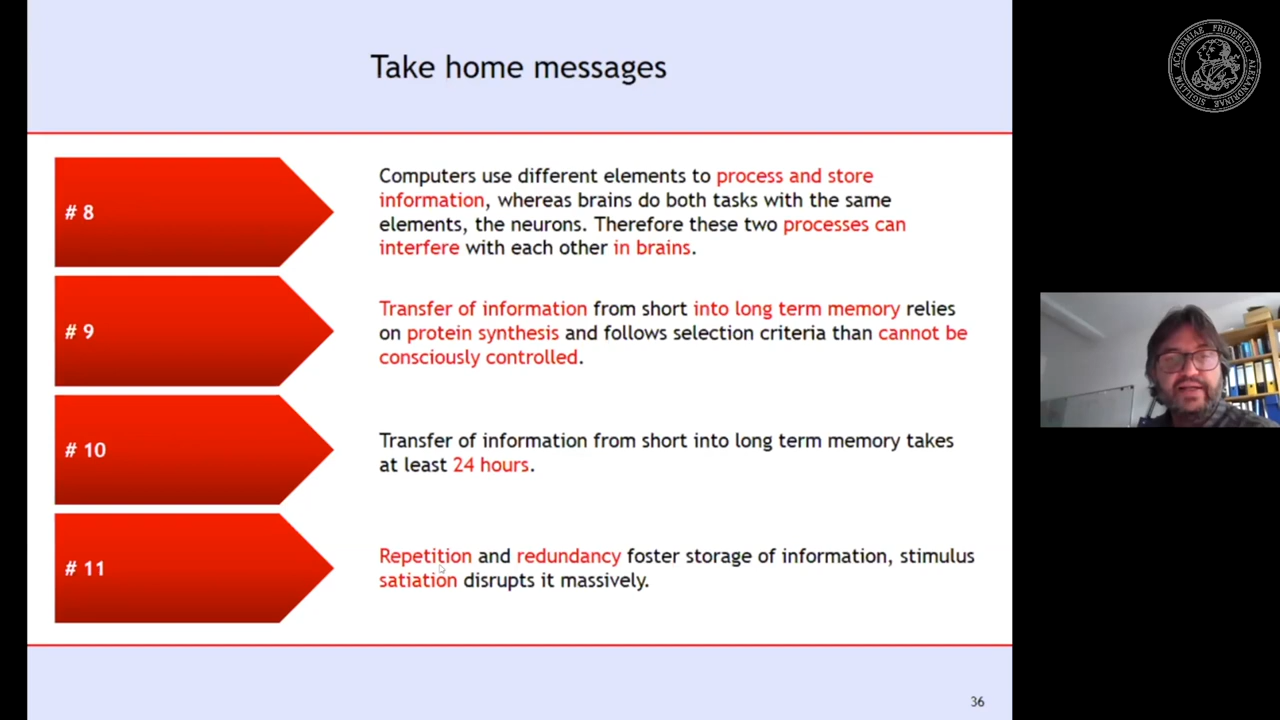 Take home messages
# 8
Computers use different elements to process and store
information, whereas brains do both tasks with the same
elements, the neurons. Therefore these two processes can
interfere with each other in brains.
# 9
Transfer of information from short into long term memory relies
on protein synthesis and follows selection criteria than cannot be
consciously controlled.
# 10
Transfer of information from short into long term memory takes
at least 24 hours.
# 11
Repetition and redundancy foster storage of information, stimulus
satiation disrupts it massively.
36
ACADEMIAE FRIDERICO ALEXANDRINAE SIGILLVM